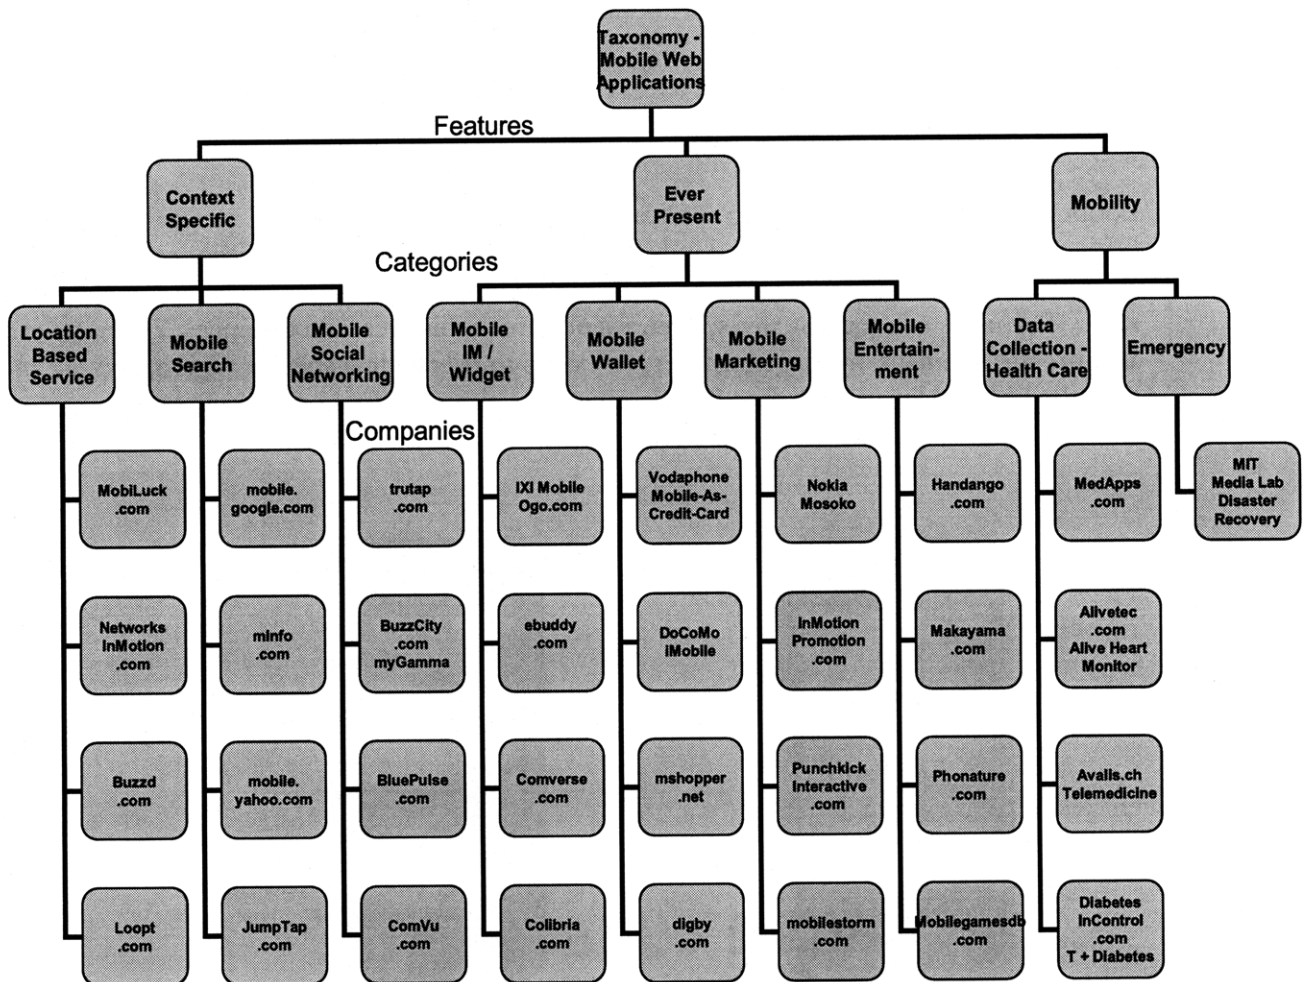 Taxonomy -
Mobile Web
Applications
Features
Context
Specific
Ever
Present
Mobility
Categories
Location
Based
Service
Mobile
Search
Mobile
Social
Networking
Mobile
IM /
Widget
Mobile
Wallet
Mobile
Marketing
Mobile
Entertain-
ment
Data
Collection -
Health Care
Emergency
Companies
MobiLuck
.com
mobile.
google.com
trutap
.com
IXI Mobile
Ogo.com
Vodaphone
Mobile-As-
Credit-Card
Nokia
Mosoko
Handango
.com
MedApps
.com
MIT
Media Lab
Disaster
Recovery
Networks
InMotion
.com
mInfo
.com
BuzzCity
.com
myGamma
ebuddy
.com
DoCoMo
iMobile
InMotion
Promotion
.com
Makayama
.com
Alivetec
.com
Alive Heart
Monitor
Buzzd
.com
mobile.
yahoo.com
BluePulse
.com
Comverse
.com
mshopper
.net
Punchkick
Interactive
.com
Phonature
.com
Avails.ch
Telemedicine
Loopt
.com
JumpTap
.com
ComVu
.com
Colibria
.com
digby
.com
mobilestorm
.com
Mobilegamesdb
.com
Diabetes
InControl
.com
T + Diabetes